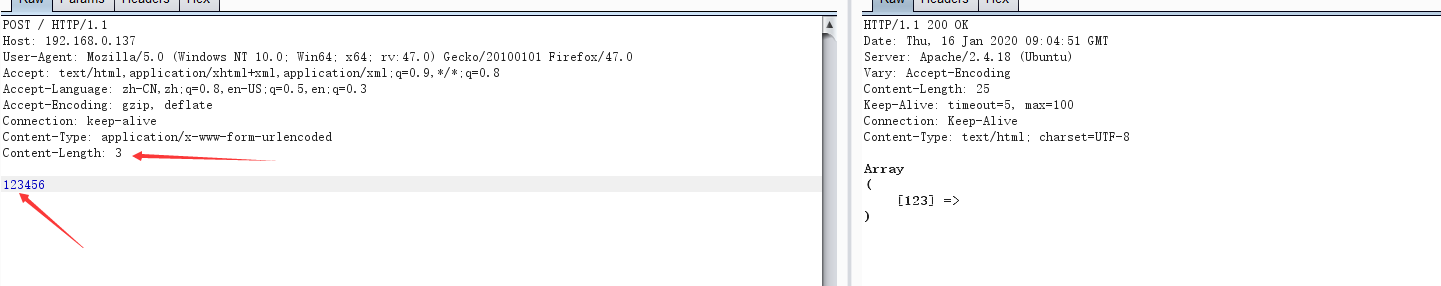 Raw Params Headers Hex
POST / HTTP/1.1
Host: 192.168.0.137
User-Agent: Mozilla/5.0 (Windows NT 10.0; Win64; x64; rv:47.0) Gecko/20100101 Firefox/47.0
Accept: text/html,application/xhtml+xml,application/xml;q=0.9,*/*;q=0.8
Accept-Language: zh-CN,zh;q=0.8,en-US;q=0.5,en;q=0.3
Accept-Encoding: gzip, deflate
Connection: keep-alive
Content-Type: application/x-www-form-urlencoded
Content-Length: 3
123456
Raw Headers Hex
HTTP/1.1 200 OK
Date: Thu, 16 Jan 2020 09:04:51 GMT
Server: Apache/2.4.18 (Ubuntu)
Vary: Accept-Encoding
Content-Length: 25
Keep-Alive: timeout=5, max=100
Connection: Keep-Alive
Content-Type: text/html; charset=UTF-8
Array
(
[123] =>
)